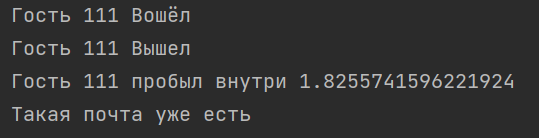 Гость 111 Вошёл
Гость 111 Вышел
Гость 111 пробыл внутри 1.8255741596221924
Такая почта уже есть